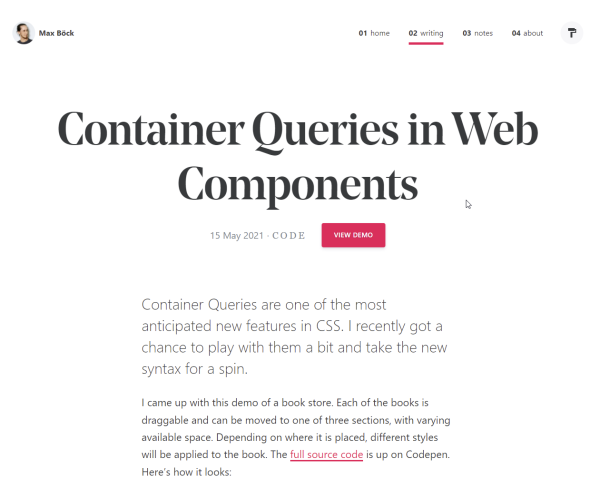 Max Böck
01 home 02 writing 03 notes 04 about
Container Queries in Web
Components
15 May 2021 · CODE VIEW DEMO
Container Queries are one of the most
anticipated new features in CSS. I recently got a
chance to play with them a bit and take the new
syntax for a spin.
I came up with this demo of a book store. Each of the books is
draggable and can be moved to one of three sections, with varying
available space. Depending on where it is placed, different styles
will be applied to the book. The full source code is up on Codepen.
Here's how it looks: